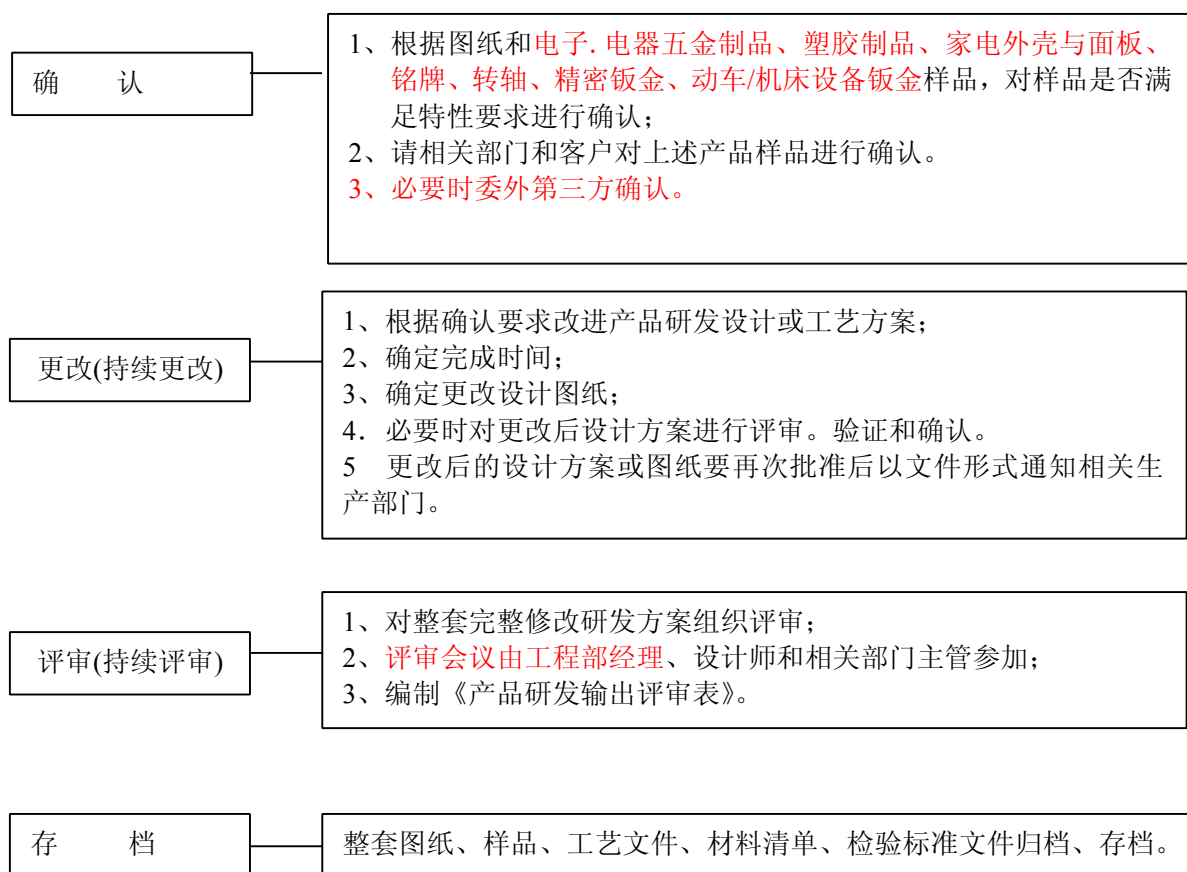 确 认
1、根据图纸和电子. 电器五金制品、塑胶制品、家电外壳与面板、
铭牌、转轴、精密钣金、动车/机床设备钣金样品，对样品是否满
足特性要求进行确认；
2、请相关部门和客户对上述产品样品进行确认。
3、必要时委外第三方确认。
更改(持续更改)
1、根据确认要求改进产品研发设计或工艺方案；
2、确定完成时间；
3、确定更改设计图纸；
4．必要时对更改后设计方案进行评审。验证和确认。
5 更改后的设计方案或图纸要再次批准后以文件形式通知相关生
产部门。
评审(持续评审)
1、对整套完整修改研发方案组织评审；
2、评审会议由工程部经理、设计师和相关部门主管参加；
3、编制《产品研发输出评审表》。
存 档
整套图纸、样品、工艺文件、材料清单、检验标准文件归档、存档。